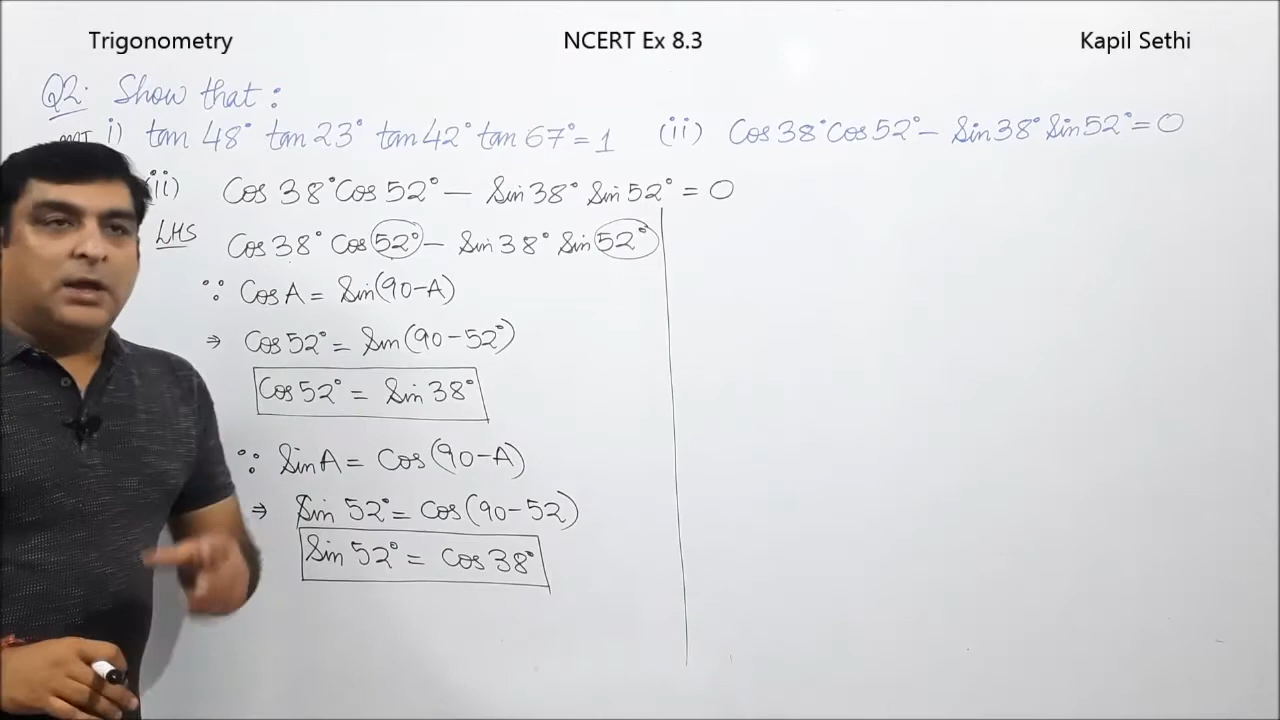 Trigonometry NCERT Ex 8.3 Kapil Sethi
Q2: Show that :
i) tan 48° tan 23° tan 42° tan 67° = 1 (ii) Cos 38° Cos 52° – Sin 38° Sin 52° = 0
(ii) Cos 38° Cos 52° – Sin 38° Sin 52° = 0
LHS Cos 38° Cos 52° – Sin 38° Sin 52°
∵ Cos A = Sin(90-A)
⇒ Cos 52° = Sin(90-52°)
Cos 52° = Sin 38°
∵ Sin A = Cos (90-A)
⇒ Sin 52° = Cos (90-52)
Sin 52° = Cos 38°